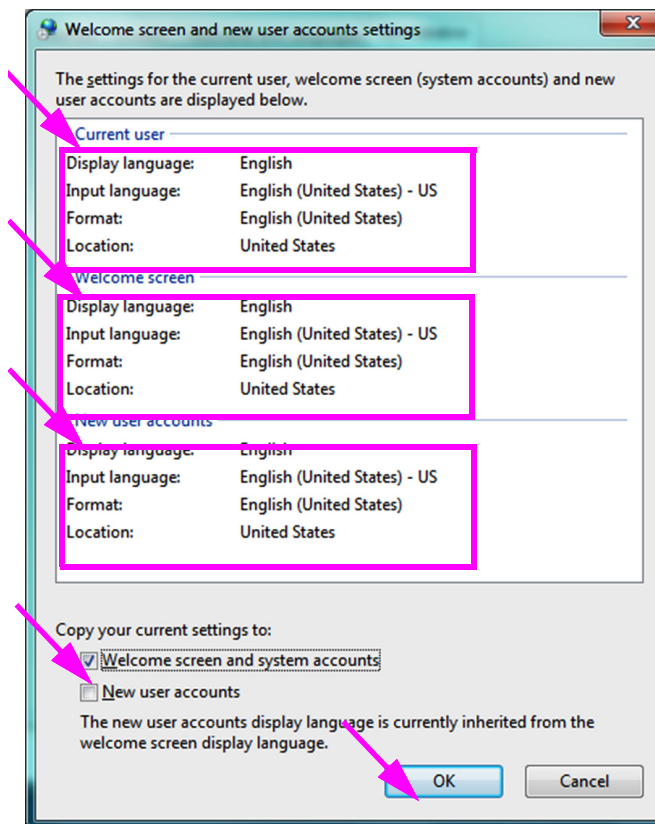 Welcome screen and new user accounts settings
The settings for the current user, welcome screen (system accounts) and new
user accounts are displayed below.
Current user
Display language: English
Input language: English (United States) - US
Format: English (United States)
Location: United States
Welcome screen
Display language: English
Input language: English (United States) - US
Format: English (United States)
Location: United States
New user accounts
Display language: English
Input language: English (United States) - US
Format: English (United States)
Location: United States
Copy your current settings to:
Welcome screen and system accounts
New user accounts
The new user accounts display language is currently inherited from the
welcome screen display language.
OK Cancel